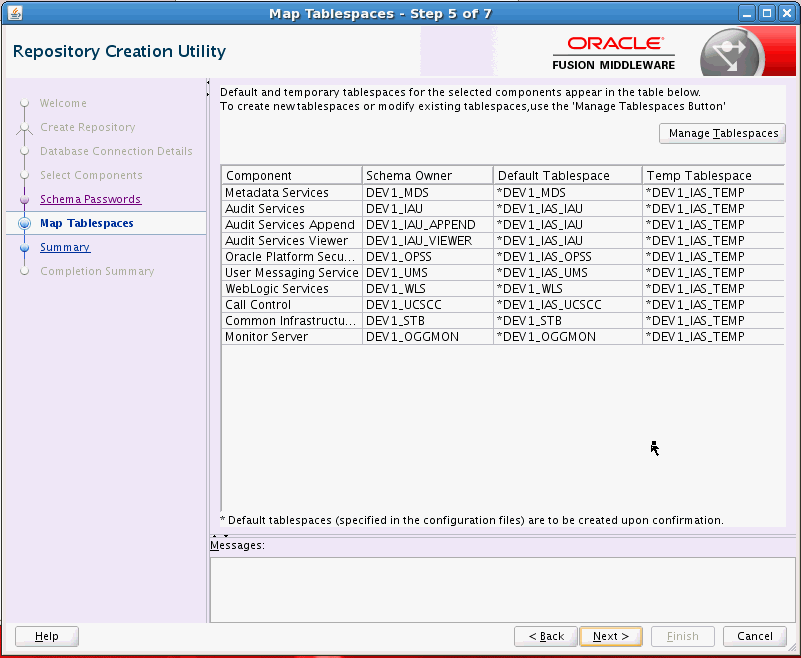 Map Tablespaces - Step 5 of 7
Repository Creation Utility
ORACLE
FUSION MIDDLEWARE
Welcome
Create Repository
Database Connection Details
Select Components
Schema Passwords
Map Tablespaces
Summary
Completion Summary
Default and temporary tablespaces for the selected components appear in the table below.
To create new tablespaces or modify existing tablespaces,use the 'Manage Tablespaces Button'
Manage Tablespaces
Component Schema Owner Default Tablespace Temp Tablespace
Metadata Services DEV1_MDS *DEV1_MDS *DEV1_IAS_TEMP
Audit Services DEV1_IAU *DEV1_IAS_IAU *DEV1_IAS_TEMP
Audit Services Append DEV1_IAU_APPEND *DEV1_IAS_IAU *DEV1_IAS_TEMP
Audit Services Viewer DEV1_IAU_VIEWER *DEV1_IAS_IAU *DEV1_IAS_TEMP
Oracle Platform Secu... DEV1_OPSS *DEV1_IAS_OPSS *DEV1_IAS_TEMP
User Messaging Service DEV1_UMS *DEV1_IAS_UMS *DEV1_IAS_TEMP
WebLogic Services DEV1_WLS *DEV1_WLS *DEV1_IAS_TEMP
Call Control DEV1_UCSCC *DEV1_IAS_UCSCC *DEV1_IAS_TEMP
Common Infrastructu... DEV1_STB *DEV1_STB *DEV1_IAS_TEMP
Monitor Server DEV1_OGGMON *DEV1_OGGMON *DEV1_IAS_TEMP
* Default tablespaces (specified in the configuration files) are to be created upon confirmation.
Messages:
Help
< Back
Next >
Finish
Cancel